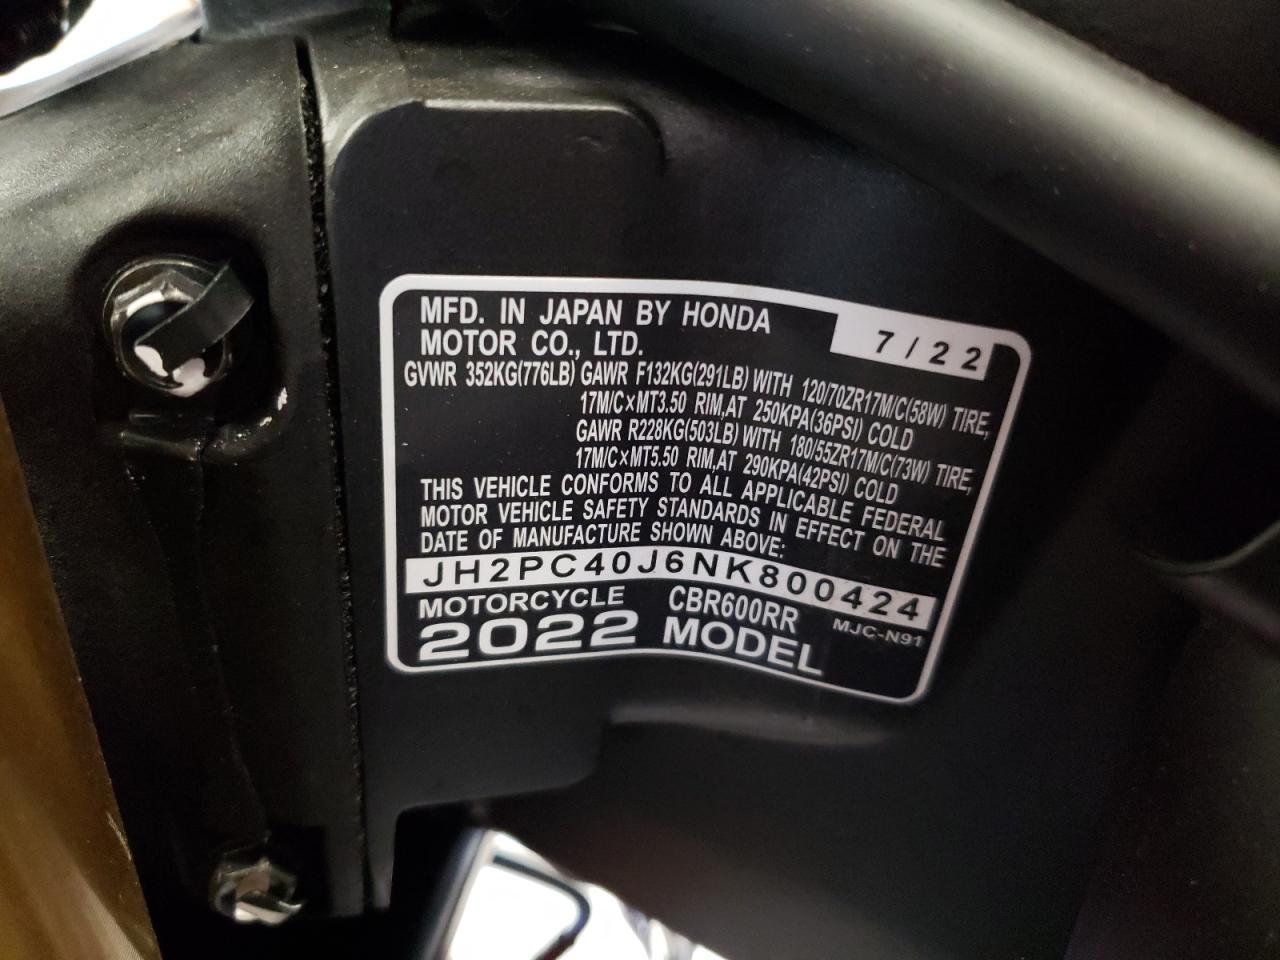 MFD. IN JAPAN BY HONDA
MOTOR CO., LTD.
7/22
GVWR 352KG(776LB) GAWR F132KG(291LB) WITH 120/70ZR17M/C(58W) TIRE,
17M/C×MT3.50 RIM,AT 250KPA(36PSI) COLD
GAWR R228KG(503LB) WITH 180/55ZR17M/C(73W) TIRE,
17M/C×MT5.50 RIM,AT 290KPA(42PSI) COLD
THIS VEHICLE CONFORMS TO ALL APPLICABLE FEDERAL
MOTOR VEHICLE SAFETY STANDARDS IN EFFECT ON THE
DATE OF MANUFACTURE SHOWN ABOVE:
JH2PC40J6NK800424
MOTORCYCLE CBR600RR MJC-N91
2022 MODEL